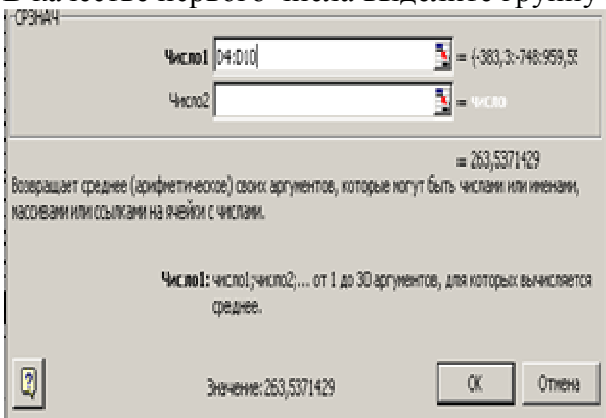 В качестве первого числа выделите группу
СРЗНАЧ
Число1 D4:D10 = {-383,3:-748:959,55
Число2 = число
= 263,5371429
Возвращает среднее (арифметическое) своих аргументов, которые могут быть числами или именами,
массивами или ссылками на ячейки с числами.
Число1: число1;число2;... от 1 до 30 аргументов, для которых вычисляется
среднее.
Значение:263,5371429 ОК Отмена